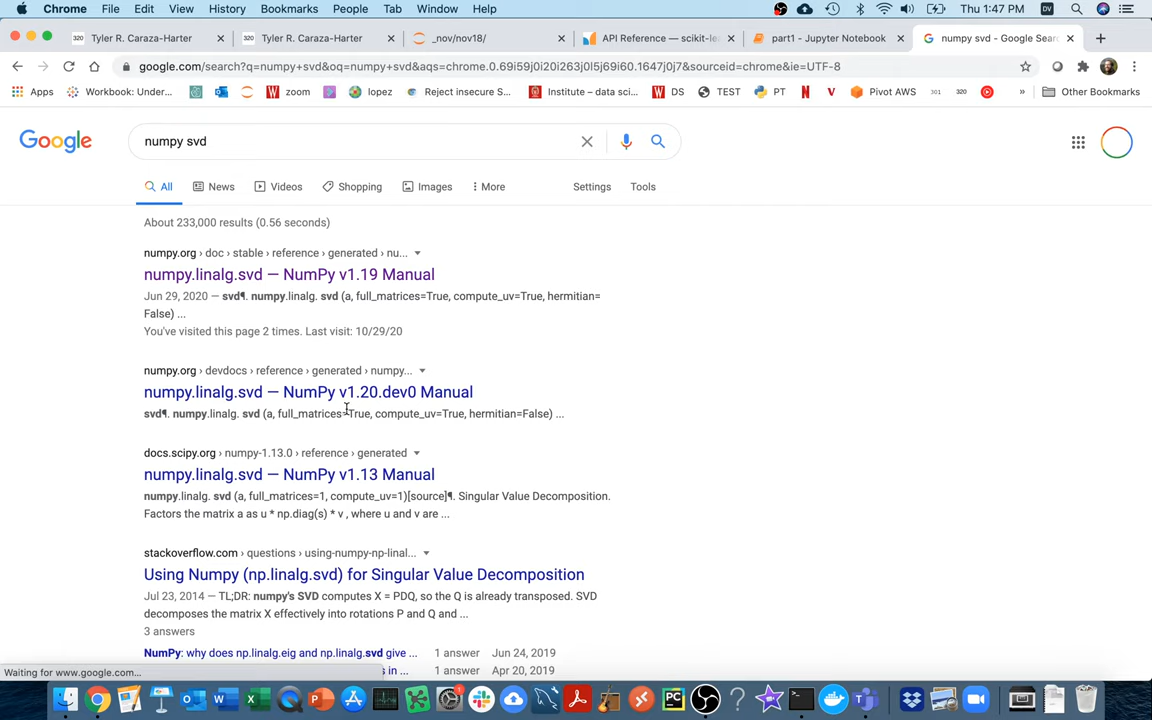 Chrome File Edit View History Bookmarks People Tab Window Help Thu 1:47 PM DV
320 Tyler R. Caraza-Harter × 320 Tyler R. Caraza-Harter × _nov/nov18/ × API Reference — scikit-le × part1 - Jupyter Notebook × numpy svd - Google Sear × +
google.com/search?q=numpy+svd&oq=numpy+svd&aqs=chrome.0.69i59j0i20i263j0l5j69i60.1647j0j7&sourceid=chrome&ie=UTF-8
Apps Workbook: Under... zoom lopez Reject insecure S... Institute – data sci... DS TEST PT Pivot AWS 320 » Other Bookmarks
Google
numpy svd
All News Videos Shopping Images More Settings Tools
About 233,000 results (0.56 seconds)
numpy.org › doc › stable › reference › generated › nu...
numpy.linalg.svd — NumPy v1.19 Manual
Jun 29, 2020 — svd¶. numpy.linalg. svd (a, full_matrices=True, compute_uv=True, hermitian=
False) ...
You've visited this page 2 times. Last visit: 10/29/20
numpy.org › devdocs › reference › generated › numpy...
numpy.linalg.svd — NumPy v1.20.dev0 Manual
svd¶. numpy.linalg. svd (a, full_matrices=True, compute_uv=True, hermitian=False) ...
docs.scipy.org › numpy-1.13.0 › reference › generated
numpy.linalg.svd — NumPy v1.13 Manual
numpy.linalg. svd (a, full_matrices=1, compute_uv=1)[source]¶. Singular Value Decomposition.
Factors the matrix a as u * np.diag(s) * v , where u and v are ...
stackoverflow.com › questions › using-numpy-np-linal...
Using Numpy (np.linalg.svd) for Singular Value Decomposition
Jul 23, 2014 — TL;DR: numpy's SVD computes X = PDQ, so the Q is already transposed. SVD
decomposes the matrix X effectively into rotations P and Q and ...
3 answers
NumPy: why does np.linalg.eig and np.linalg.svd give ... 1 answer Jun 24, 2019
s in ... 1 answer Apr 20, 2019
Waiting for www.google.com...